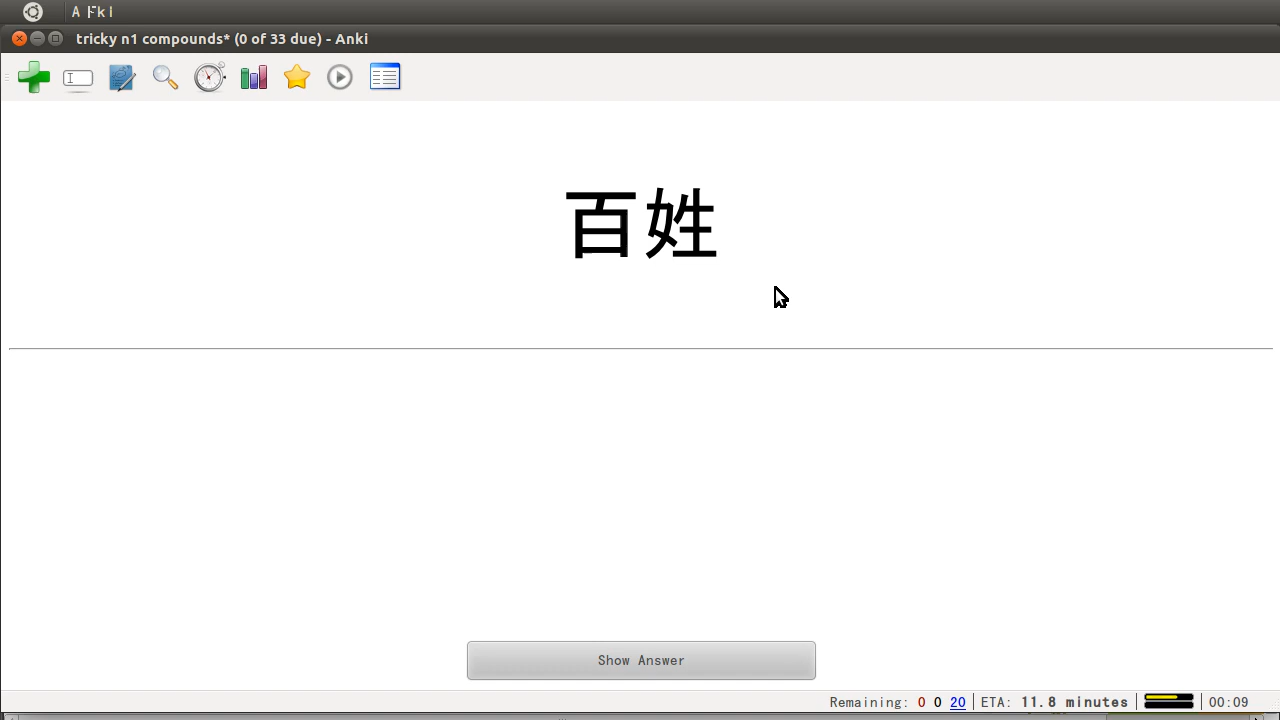 tricky n1 compounds* (0 of 33 due) - Anki
百姓
Show Answer
Remaining: 0 0 20 ETA: 11.8 minutes 00:09